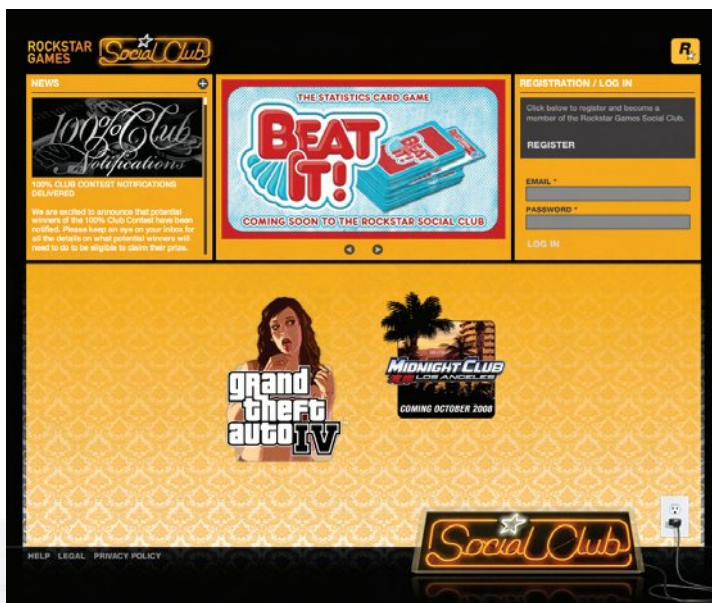 ROCKSTAR
GAMES
Social Club
R
NEWS
100% Club
Notifications
100% CLUB CONTEST NOTIFICATIONS
DELIVERED
We are excited to announce that potential
winners of the 100% Club Contest have been
notified. Please keep an eye on your inbox for
all the details on what potential winners will
need to do to be eligible to claim their prize.
THE STATISTICS CARD GAME
BEAT
IT!
COMING SOON TO THE ROCKSTAR SOCIAL CLUB
REGISTRATION / LOG IN
Click below to register and become a
member of the Rockstar Games Social Club.
REGISTER
EMAIL *
PASSWORD *
LOG IN
grand
theft
auto IV
MIDNIGHT CLUB
LOS ANGELES
COMING OCTOBER 2008
Social Club
HELP LEGAL PRIVACY POLICY